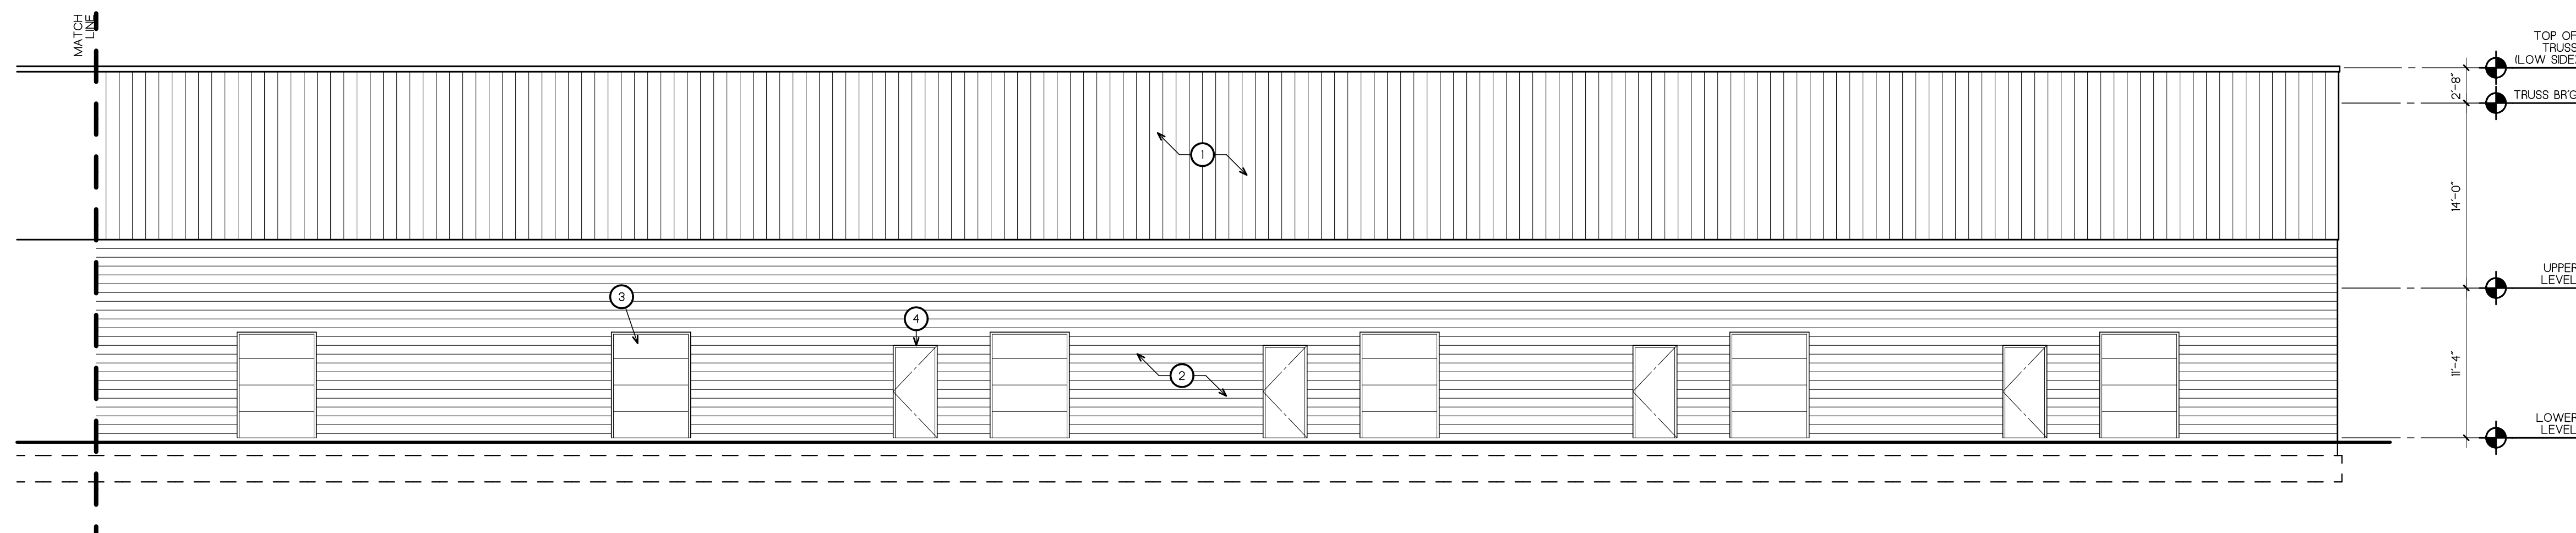 MATCH
LINE
TOP OF
TRUSS
(LOW SIDE)
2'-8"
TRUSS BR'G
1
14'-0"
UPPER
LEVEL
3
4
2
11'-4"
LOWER
LEVEL